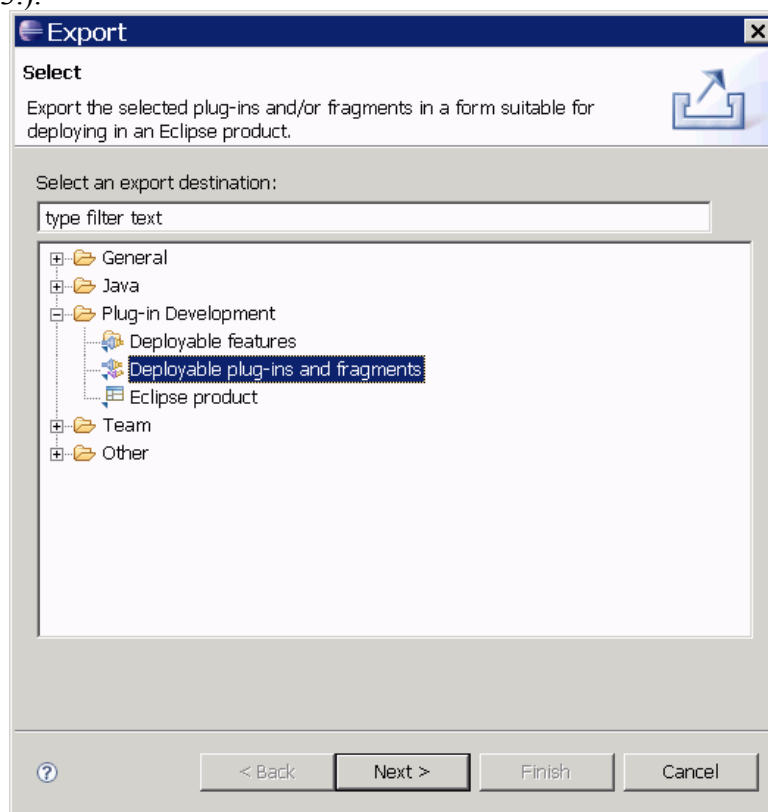 5.).
Export
Select
Export the selected plug-ins and/or fragments in a form suitable for
deploying in an Eclipse product.
Select an export destination:
type filter text
General
Java
Plug-in Development
Deployable features
Deployable plug-ins and fragments
Eclipse product
Team
Other
< Back Next > Finish Cancel